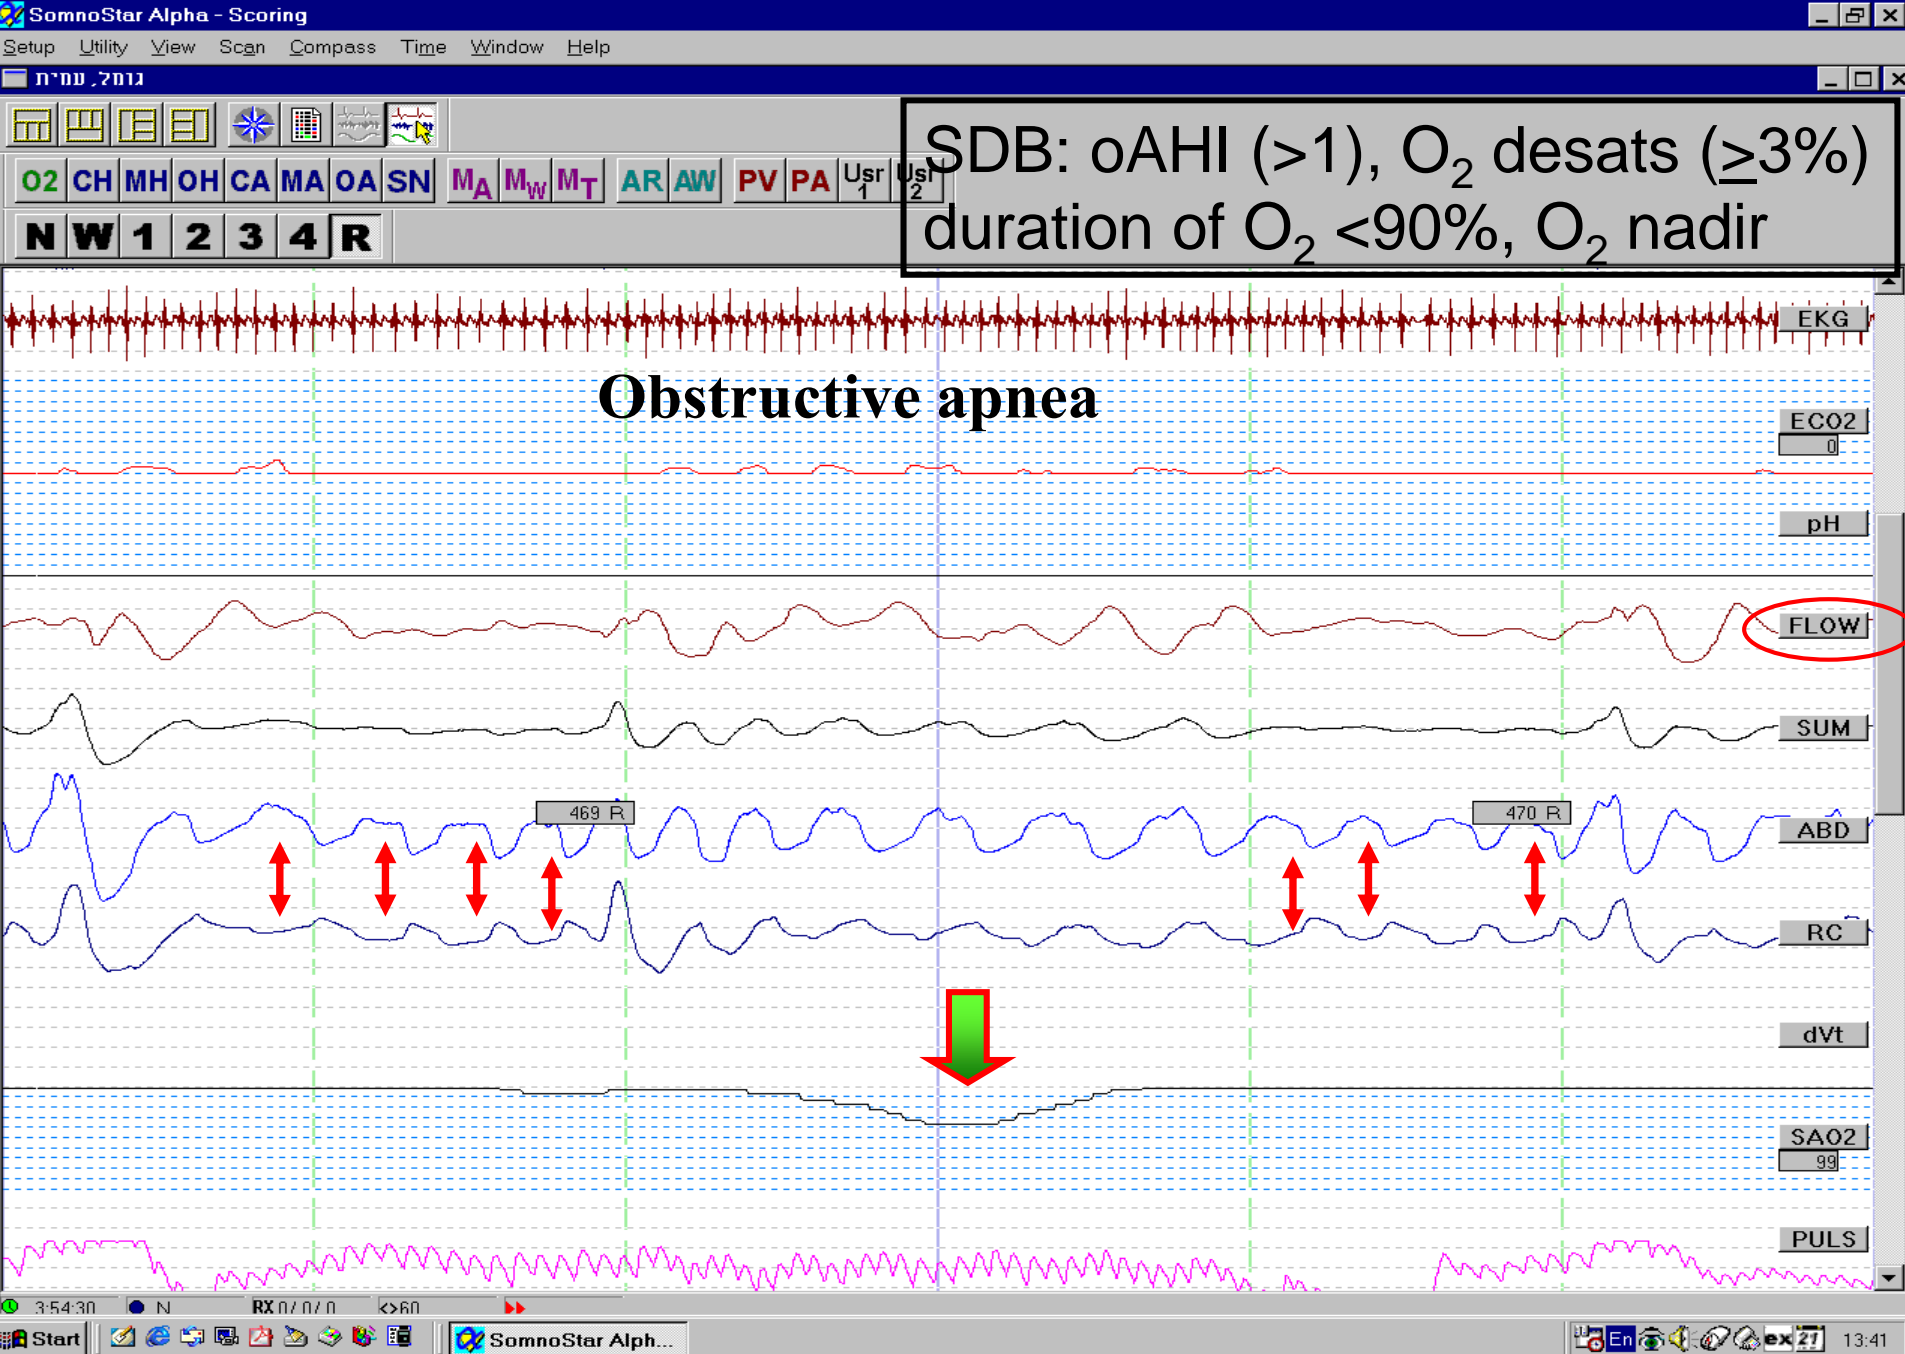 SomnoStar Alpha - Scoring
Setup Utility View Scan Compass Time Window Help
גומל, עמית
SDB: oAHI (>1), O2 desats (≥3%)
duration of O2 <90%, O2 nadir
O2 CH MH OH CA MA OA SN MA MW MT AR AW PV PA Usr 1 Usr 2
N W 1 2 3 4 R
EKG
Obstructive apnea
ECO2
0
pH
FLOW
SUM
469 R
470 R
ABD
RC
dVt
SAO2
99
PULS
3:54:30 N RX 0/ 0/ 0 <>60
Start SomnoStar Alph... En ex 21 13:41